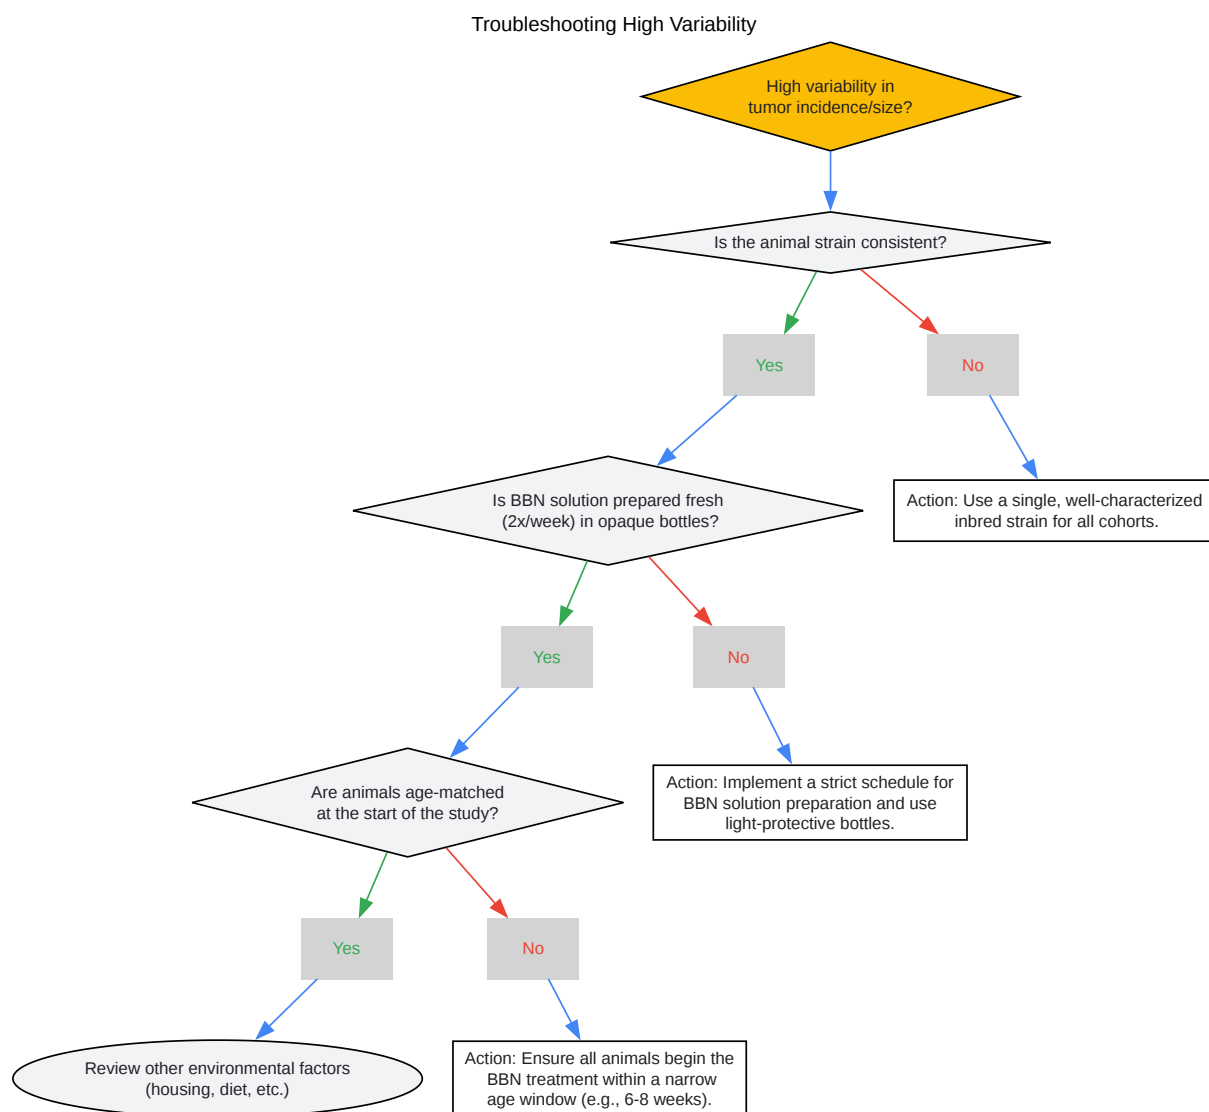 Troubleshooting High Variability
High variability in
tumor incidence/size?
Is the animal strain consistent?
Yes
No
Is BBN solution prepared fresh
(2x/week) in opaque bottles?
Action: Use a single, well-characterized
inbred strain for all cohorts.
Yes
No
Are animals age-matched
at the start of the study?
Action: Implement a strict schedule for
BBN solution preparation and use
light-protective bottles.
Yes
No
Review other environmental factors
(housing, diet, etc.)
Action: Ensure all animals begin the
BBN treatment within a narrow
age window (e.g., 6-8 weeks).